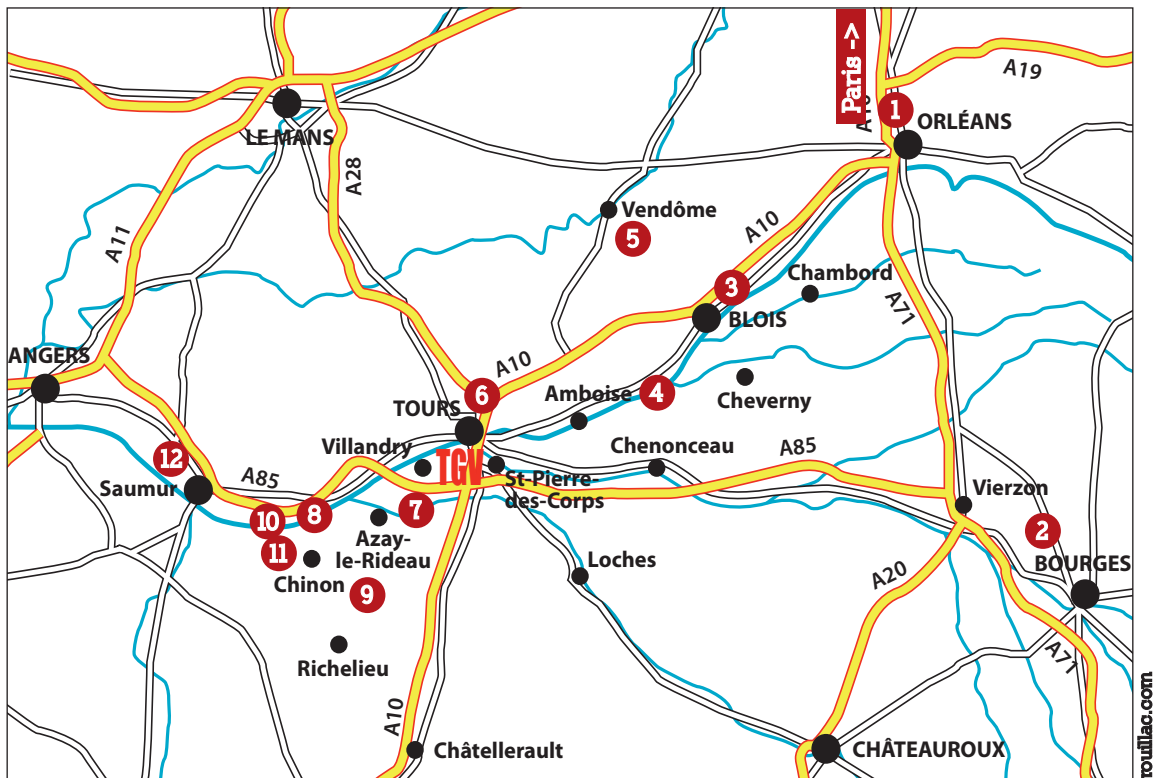 Paris ->
A19
1
ORLÉANS
LE MANS
A28
Vendôme
5
A10
A11
Chambord
3
BLOIS
A71
ANGERS
A10
6
Amboise
4
Cheverny
TOURS
Villandry
TGV
Chenonceau
A85
12
Saumur
A85
St-Pierre-
des-Corps
Vierzon
10
8
7
2
11
Azay-
le-Rideau
Chinon
9
Loches
A20
BOURGES
Richelieu
A71
A10
Châtellerault
CHÂTEAUROUX
rouillac.com